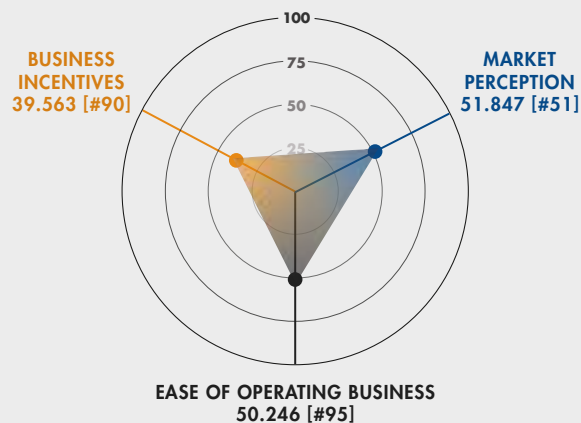 100
75
50
25
BUSINESS
INCENTIVES
39.563 [#90]
MARKET
PERCEPTION
51.847 [#51]
EASE OF OPERATING BUSINESS
50.246 [#95]